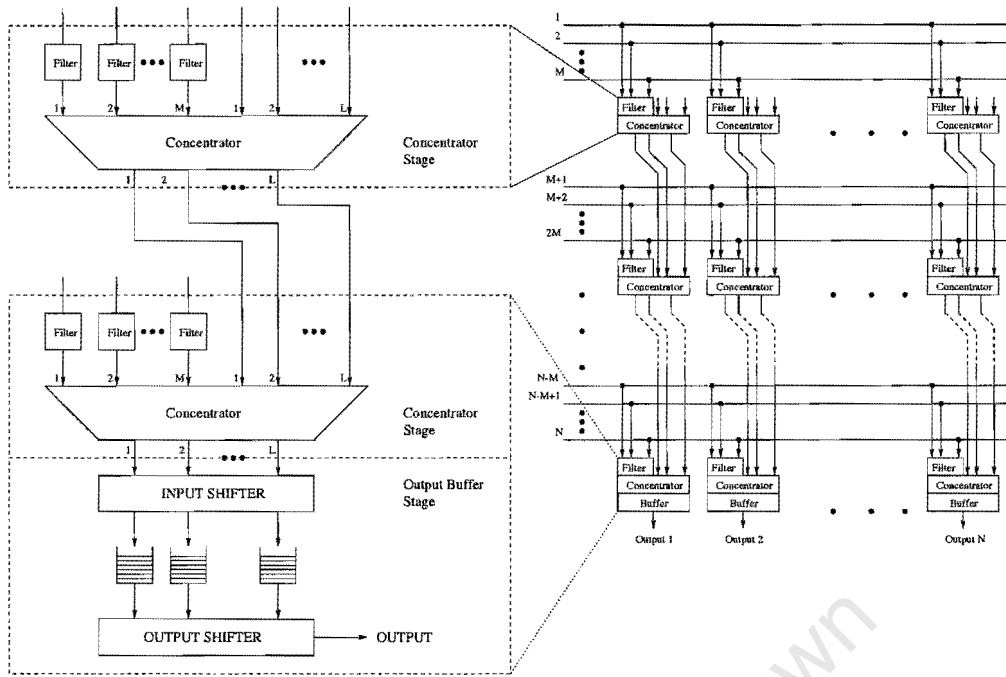 Filter Filter Filter
1 2 M 1 2 L
Concentrator
Concentrator
Stage
1 2 L
Filter Filter Filter
1 2 M 1 2 L
Concentrator
Concentrator
Stage
1 2 L
INPUT SHIFTER
Output Buffer
Stage
OUTPUT SHIFTER
OUTPUT
1
2
M
Filter Filter Filter
Concentrator Concentrator Concentrator
M+1
M+2
2M
Filter Filter Filter
Concentrator Concentrator Concentrator
N-M
N-M+1
N
Filter Filter Filter
Concentrator Concentrator Concentrator
Buffer Buffer Buffer
Output 1 Output 2 Output N
wn